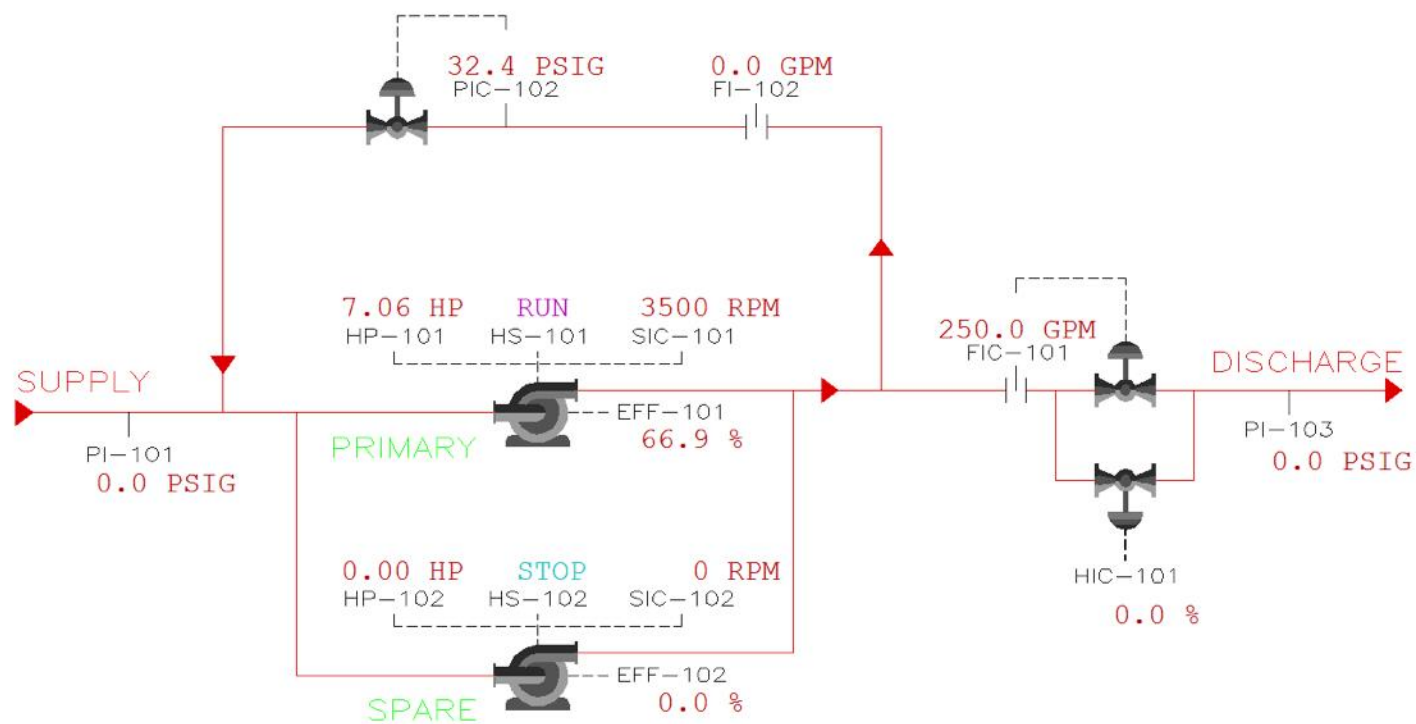 32.4 PSIG
PIC-102
0.0 GPM
FI-102
7.06 HP
HP-101
RUN
HS-101
3500 RPM
SIC-101
250.0 GPM
FIC-101
SUPPLY
DISCHARGE
PI-101
0.0 PSIG
PRIMARY
EFF-101
66.9 %
PI-103
0.0 PSIG
0.00 HP
HP-102
STOP
HS-102
0 RPM
SIC-102
HIC-101
0.0 %
EFF-102
0.0 %
SPARE